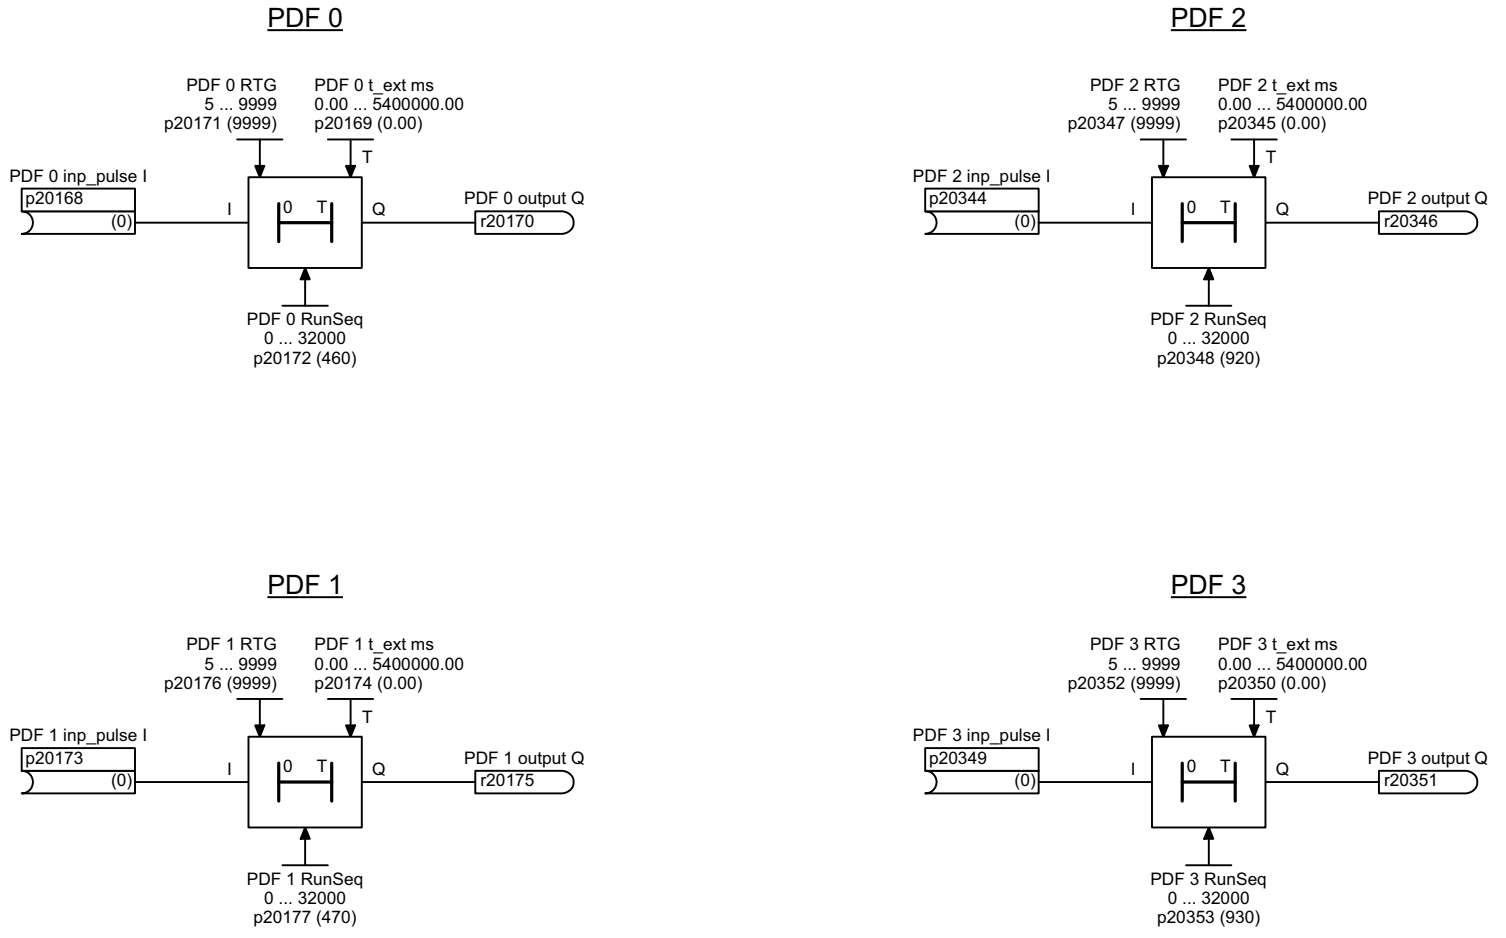 PDF 0
PDF 0 RTG
5 ... 9999
p20171 (9999)
PDF 0 t_ext ms
0.00 ... 5400000.00
p20169 (0.00)
T
PDF 0 inp_pulse I
p20168
(0)
I
0 T
Q
PDF 0 output Q
r20170
PDF 0 RunSeq
0 ... 32000
p20172 (460)
PDF 2
PDF 2 RTG
5 ... 9999
p20347 (9999)
PDF 2 t_ext ms
0.00 ... 5400000.00
p20345 (0.00)
T
PDF 2 inp_pulse I
p20344
(0)
I
0 T
Q
PDF 2 output Q
r20346
PDF 2 RunSeq
0 ... 32000
p20348 (920)
PDF 1
PDF 1 RTG
5 ... 9999
p20176 (9999)
PDF 1 t_ext ms
0.00 ... 5400000.00
p20174 (0.00)
T
PDF 1 inp_pulse I
p20173
(0)
I
0 T
Q
PDF 1 output Q
r20175
PDF 1 RunSeq
0 ... 32000
p20177 (470)
PDF 3
PDF 3 RTG
5 ... 9999
p20352 (9999)
PDF 3 t_ext ms
0.00 ... 5400000.00
p20350 (0.00)
T
PDF 3 inp_pulse I
p20349
(0)
I
0 T
Q
PDF 3 output Q
r20351
PDF 3 RunSeq
0 ... 32000
p20353 (930)